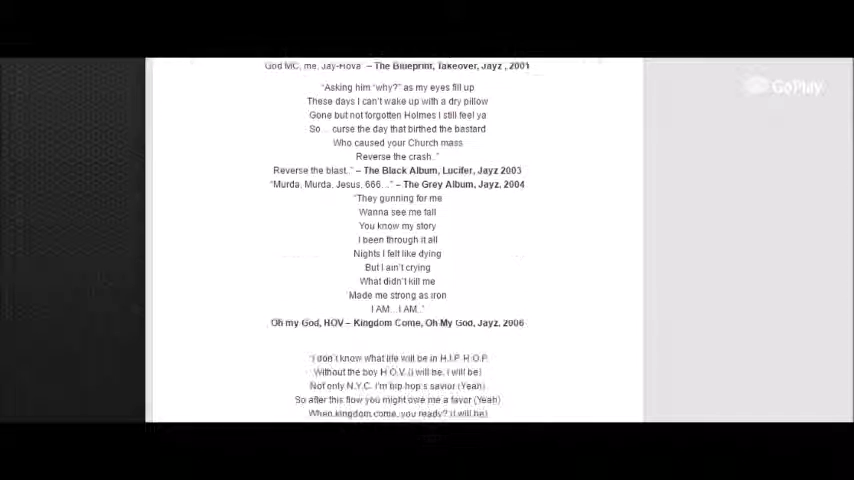 God MC, me, Jay-Hova" – The Blueprint, Takeover, Jayz , 2001
GoPlay
"Asking him "why?" as my eyes fill up
These days I can't wake up with a dry pillow
Gone but not forgotten Holmes I still feel ya
So… curse the day that birthed the bastard
Who caused your Church mass
Reverse the crash.."
Reverse the blast.." – The Black Album, Lucifer, Jayz 2003
"Murda, Murda, Jesus, 666…" – The Grey Album, Jayz, 2004
"They gunning for me
Wanna see me fall
You know my story
I been through it all
Nights I felt like dying
But I ain't crying
What didn't kill me
Made me strong as iron
I AM…I AM.."
Oh my God, HOV – Kingdom Come, Oh My God, Jayz, 2006
"I don't know what life will be in H.I.P. H.O.P.
Without the boy H.O.V. (I will be, I will be)
Not only N.Y.C. I'm hip hop's savior (Yeah)
So after this flow you might owe me a favor (Yeah)
When kingdom come, you ready? (I will be)